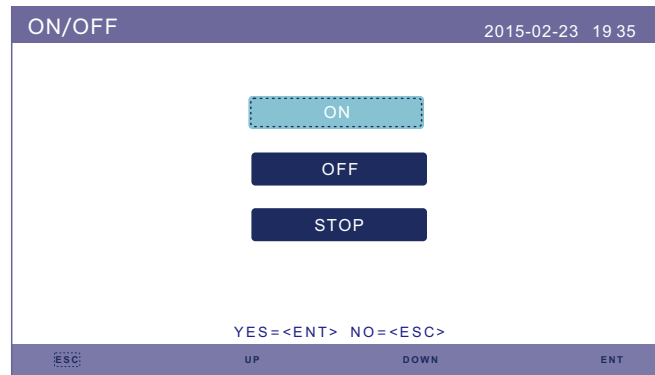 ON/OFF 2015-02-23 19 35
ON
OFF
STOP
YES=<ENT> NO=<ESC>
ESC UP DOWN ENT